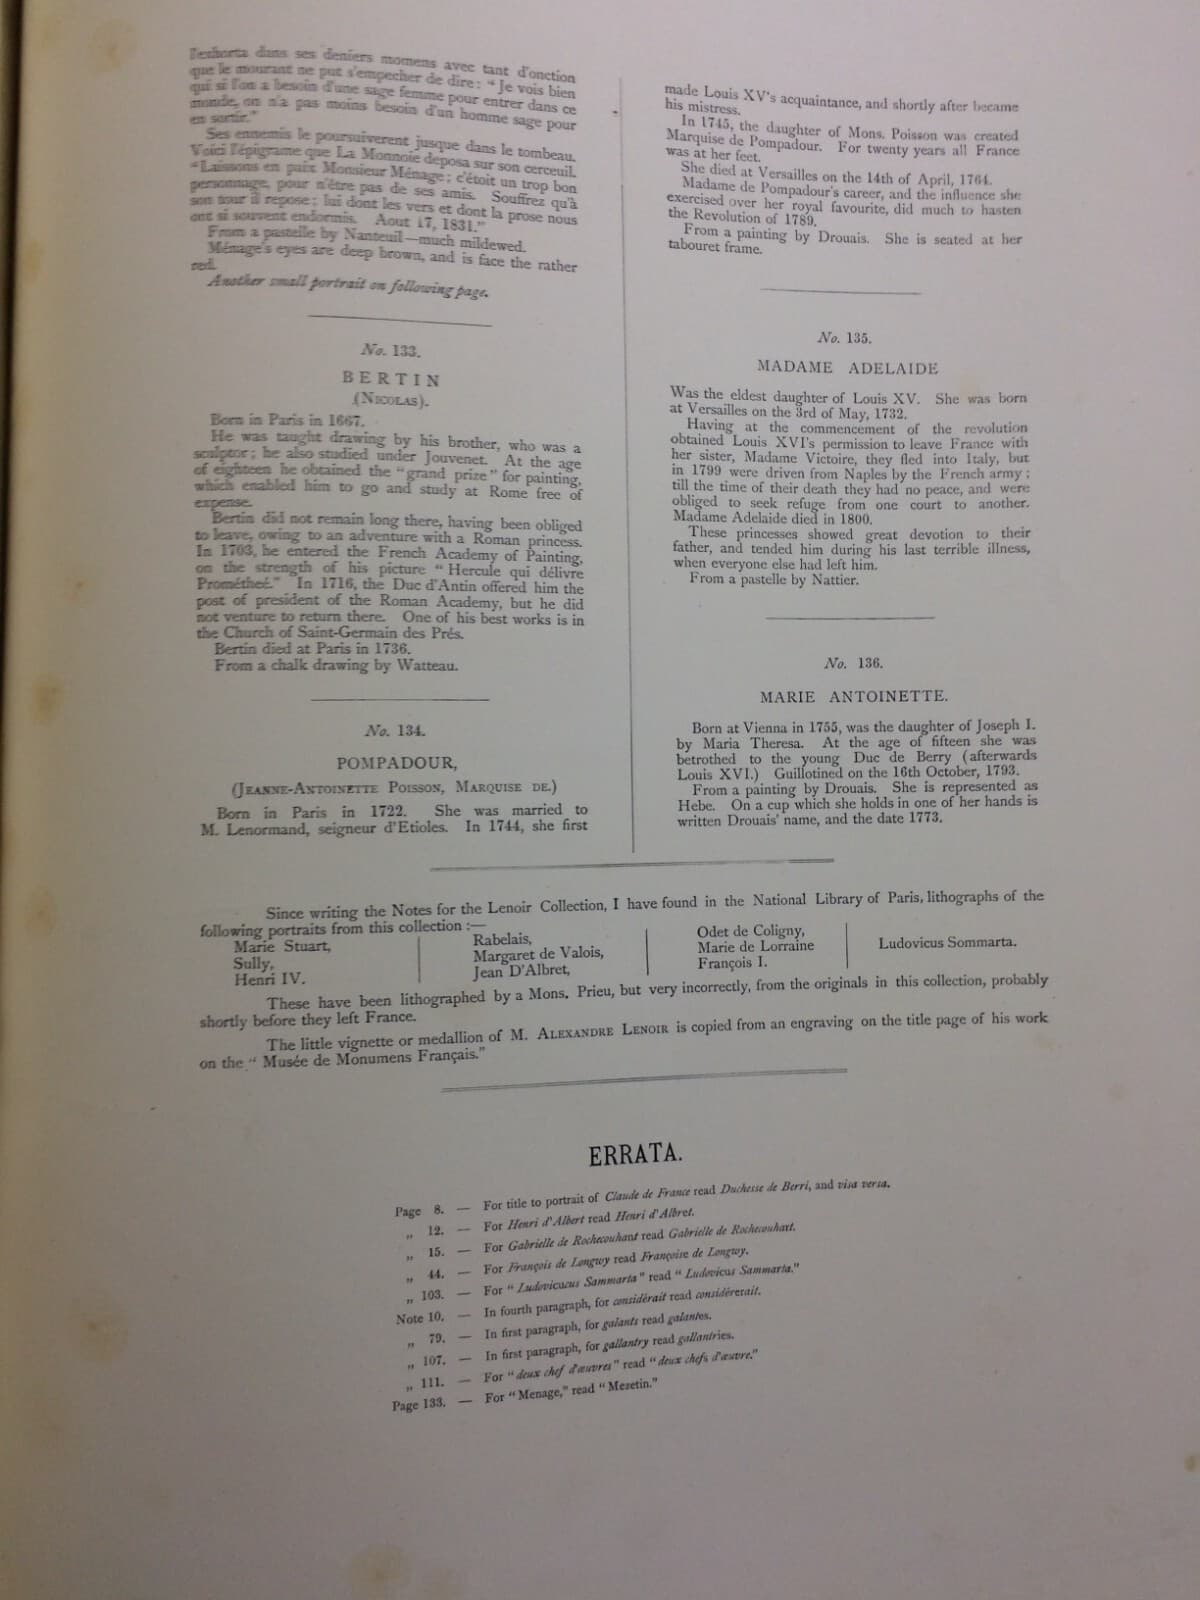 l'exhorta dans ses deniers momens avec tant d'onction
que le mourant ne put s'empecher de dire: "Je vois bien
qui si l'on a besoin d'une sage femme pour entrer dans ce
monde, on n'a pas moins besoin d'un homme sage pour
en sortir."
Ses ennemis le poursuiverent jusque dans le tombeau.
Voici l'épigrame que La Monnoie deposa sur son cerceuil.
"Laissons en paix Monsieur Ménage; c'étoit un trop bon
personnage, pour n'être pas de ses amis. Souffrez qu'à
son tour il repose; lui dont les vers et dont la prose nous
ont si souvent endormis. Aout 17, 1831."
From a pastelle by Nanteuil—much mildewed.
Ménage's eyes are deep brown, and is face the rather
red.
Another small portrait on following page.
No. 133.
BERTIN
(NICOLAS).
Born in Paris in 1667.
He was taught drawing by his brother, who was a
sculptor; he also studied under Jouvenet. At the age
of eighteen he obtained the "grand prize" for painting,
which enabled him to go and study at Rome free of
expense.
Bertin did not remain long there, having been obliged
to leave, owing to an adventure with a Roman princess.
In 1703, he entered the French Academy of Painting,
on the strength of his picture "Hercule qui délivre
Prométheé." In 1716, the Duc d'Antin offered him the
post of president of the Roman Academy, but he did
not venture to return there. One of his best works is in
the Church of Saint-Germain des Prés.
Bertin died at Paris in 1736.
From a chalk drawing by Watteau.
No. 134.
POMPADOUR,
(JEANNE-ANTOINETTE POISSON, MARQUISE DE.)
Born in Paris in 1722. She was married to
M. Lenormand, seigneur d'Etioles. In 1744, she first
made Louis XV's acquaintance, and shortly after became
his mistress.
In 1745, the daughter of Mons. Poisson was created
Marquise de Pompadour. For twenty years all France
was at her feet.
She died at Versailles on the 14th of April, 1764.
Madame de Pompadour's career, and the influence she
exercised over her royal favourite, did much to hasten
the Revolution of 1789.
From a painting by Drouais. She is seated at her
tabouret frame.
No. 135.
MADAME ADELAIDE
Was the eldest daughter of Louis XV. She was born
at Versailles on the 3rd of May, 1732.
Having at the commencement of the revolution
obtained Louis XVI's permission to leave France with
her sister, Madame Victoire, they fled into Italy, but
in 1799 were driven from Naples by the French army;
till the time of their death they had no peace, and were
obliged to seek refuge from one court to another.
Madame Adelaide died in 1800.
These princesses showed great devotion to their
father, and tended him during his last terrible illness,
when everyone else had left him.
From a pastelle by Nattier.
No. 136.
MARIE ANTOINETTE.
Born at Vienna in 1755, was the daughter of Joseph I.
by Maria Theresa. At the age of fifteen she was
betrothed to the young Duc de Berry (afterwards
Louis XVI.) Guillotined on the 16th October, 1793.
From a painting by Drouais. She is represented as
Hebe. On a cup which she holds in one of her hands is
written Drouais' name, and the date 1773.
Since writing the Notes for the Lenoir Collection, I have found in the National Library of Paris, lithographs of the
following portraits from this collection:—
Marie Stuart,
Sully,
Henri IV.
Rabelais,
Margaret de Valois,
Jean D'Albret,
Odet de Coligny,
Marie de Lorraine
François I.
Ludovicus Sommarta.
These have been lithographed by a Mons. Prieu, but very incorrectly, from the originals in this collection, probably
shortly before they left France.
The little vignette or medallion of M. ALEXANDRE LENOIR is copied from an engraving on the title page of his work
on the "Musée de Monumens Français."
ERRATA.
Page 8. — For title to portrait of Claude de France read Duchesse de Berri, and visa versa.
„ 12. — For Henri d'Albert read Henri d'Albret.
„ 15. — For Gabrielle de Rochecouhant read Gabrielle de Rochecouhart.
„ 44. — For François de Longwy read Françoise de Longwy.
„ 103. — For "Ludovicucus Sammarta" read "Ludovicus Sammarta."
Note 10. — In fourth paragraph, for considérait read considérerait.
„ 79. — In first paragraph, for galants read galantes.
„ 107. — In first paragraph, for gallantry read gallantries.
„ 111. — For "deux chef d'œuvres" read "deux chefs d'œuvre."
Page 133. — For "Menage," read "Mezetin."